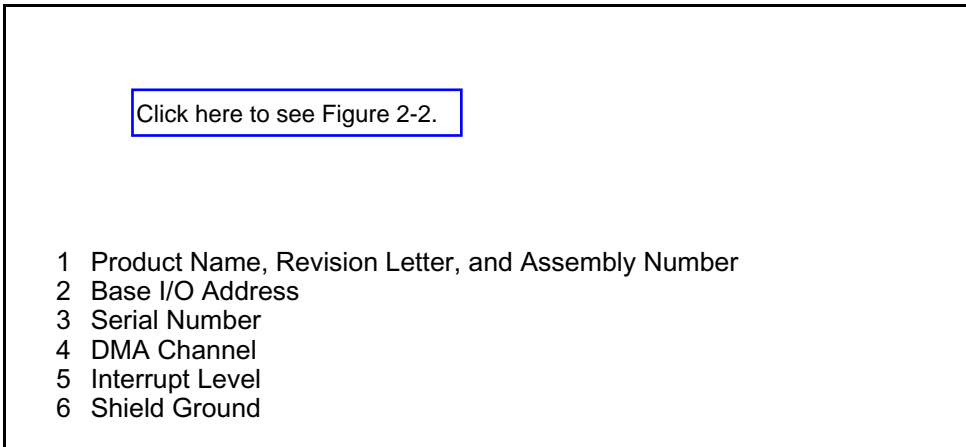 Click here to see Figure 2-2.
1 Product Name, Revision Letter, and Assembly Number
2 Base I/O Address
3 Serial Number
4 DMA Channel
5 Interrupt Level
6 Shield Ground